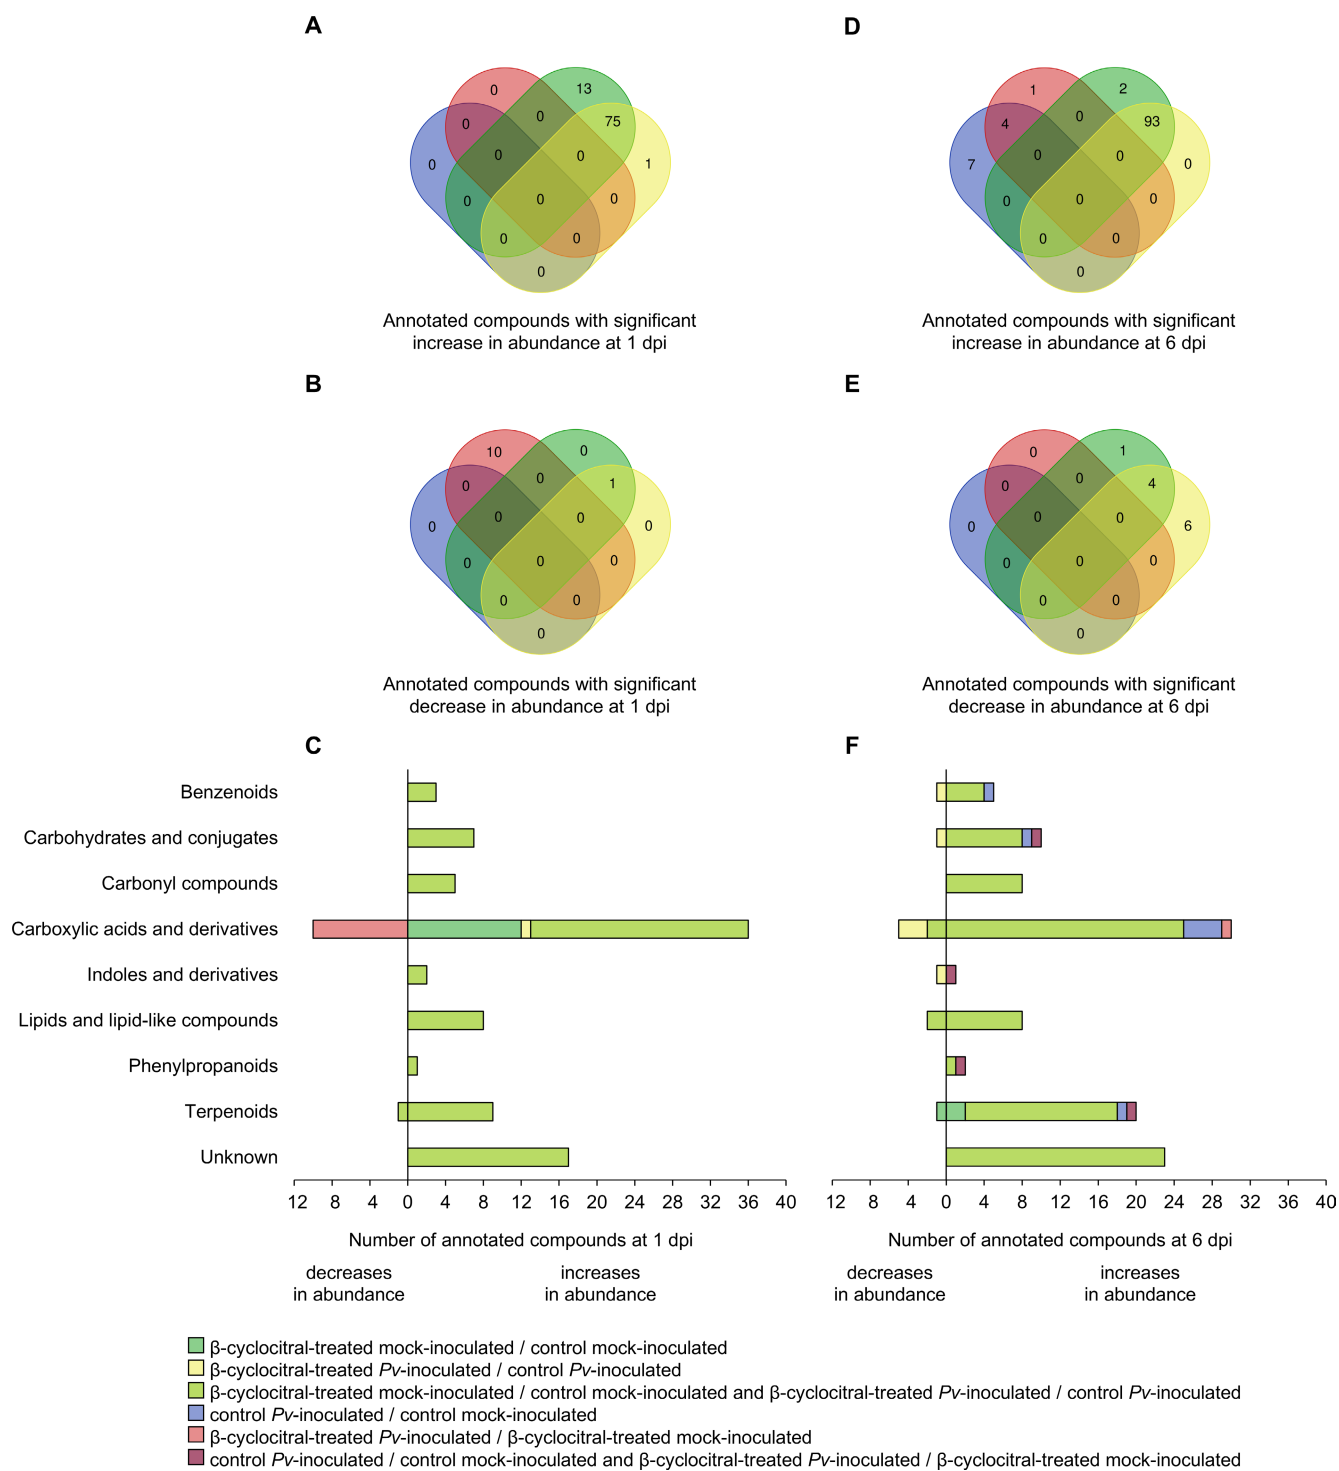 A
0
13
0
0
75
0
0
0
1
0
0
0
0
0
0
Annotated compounds with significant
increase in abundance at 1 dpi
D
1
2
4
0
93
7
0
0
0
0
0
0
0
0
0
Annotated compounds with significant
increase in abundance at 6 dpi
B
10
0
0
0
1
0
0
0
0
0
0
0
0
0
0
Annotated compounds with significant
decrease in abundance at 1 dpi
E
0
1
0
0
4
0
0
0
6
0
0
0
0
0
0
Annotated compounds with significant
decrease in abundance at 6 dpi
C
Benzenoids
Carbohydrates and conjugates
Carbonyl compounds
Carboxylic acids and derivatives
Indoles and derivatives
Lipids and lipid-like compounds
Phenylpropanoids
Terpenoids
Unknown
12 8 4 0 4 8 12 16 20 24 28 32 36 40
Number of annotated compounds at 1 dpi
decreases
in abundance
increases
in abundance
F
12 8 4 0 4 8 12 16 20 24 28 32 36 40
Number of annotated compounds at 6 dpi
decreases
in abundance
increases
in abundance
β-cyclocitral-treated mock-inoculated / control mock-inoculated
β-cyclocitral-treated Pv-inoculated / control Pv-inoculated
β-cyclocitral-treated mock-inoculated / control mock-inoculated and β-cyclocitral-treated Pv-inoculated / control Pv-inoculated
control Pv-inoculated / control mock-inoculated
β-cyclocitral-treated Pv-inoculated / β-cyclocitral-treated mock-inoculated
control Pv-inoculated / control mock-inoculated and β-cyclocitral-treated Pv-inoculated / β-cyclocitral-treated mock-inoculated